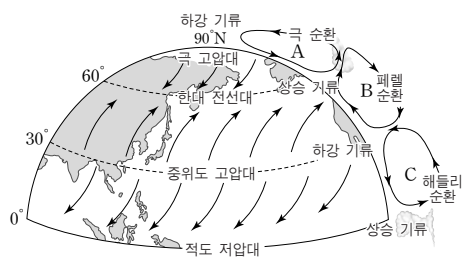 하강 기류
90°N
극 순환
A
극 고압대
60°
한대 전선대
상승 기류
B
페렐
순환
30°
중위도 고압대
하강 기류
C
해들리
순환
0°
적도 저압대
상승 기류